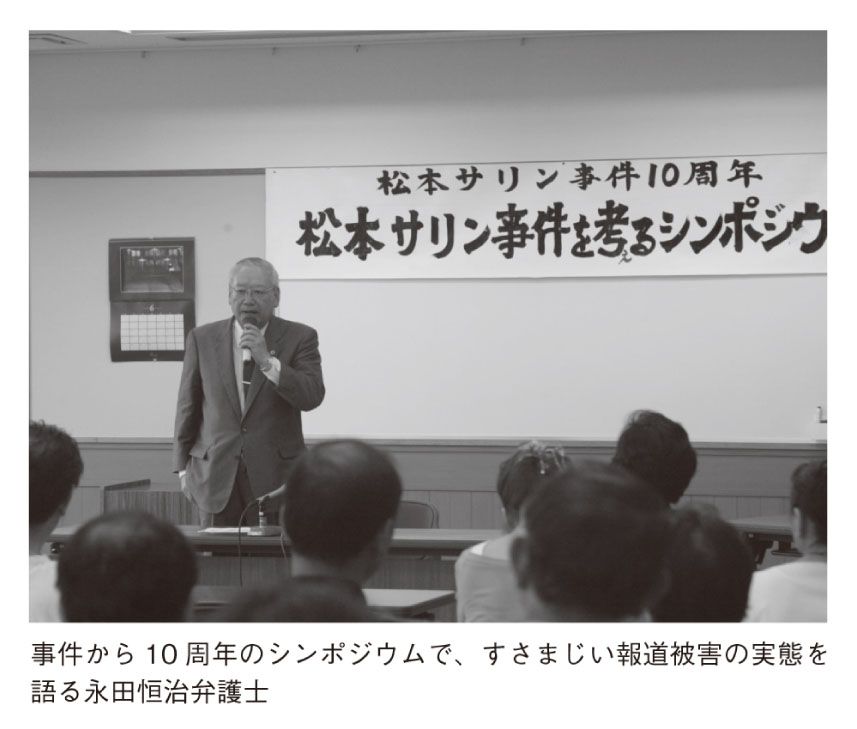 松本サリン事件10周年
松本サリン事件を考えるシンポジウ
6
事件から10周年のシンポジウムで、すさまじい報道被害の実態を
語る永田恒治弁護士